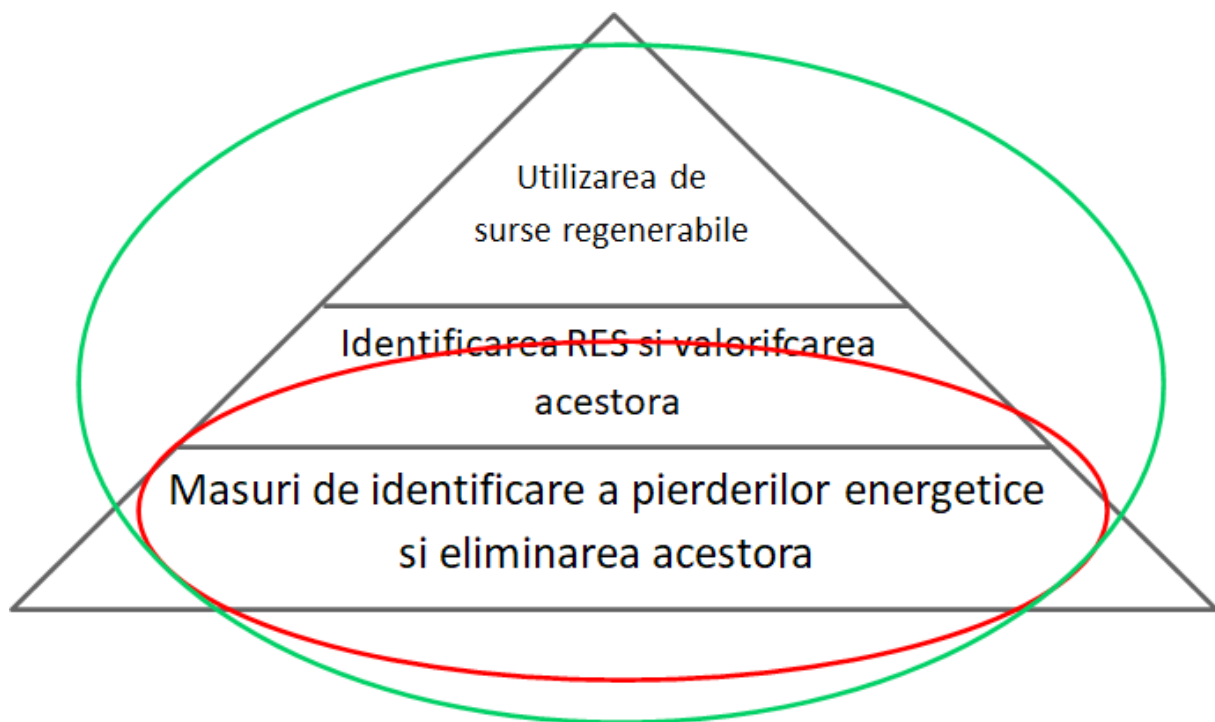 Utilizarea de
surse regenerabile
Identificarea RES si valorifcarea
acestora
Masuri de identificare a pierderilor energetice
si eliminarea acestora